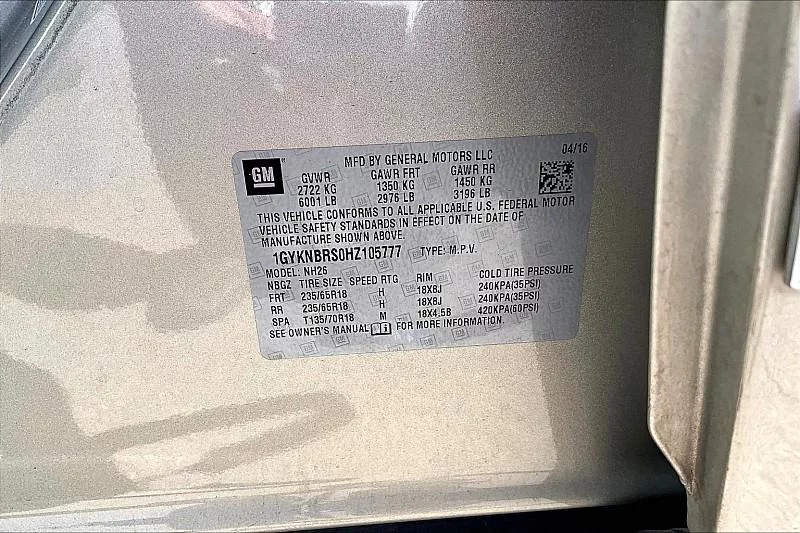 MFD BY GENERAL MOTORS LLC 04/16
GM
GVWR GAWR FRT GAWR RR
2722 KG 1350 KG 1450 KG
6001 LB 2976 LB 3196 LB
THIS VEHICLE CONFORMS TO ALL APPLICABLE U.S. FEDERAL MOTOR
VEHICLE SAFETY STANDARDS IN EFFECT ON THE DATE OF
MANUFACTURE SHOWN ABOVE.
1GYKNBRS0HZ105777 TYPE: M.P.V.
MODEL: NH26
NBGZ TIRE SIZE SPEED RTG RIM COLD TIRE PRESSURE
FRT 235/65R18 H 18X8J 240KPA(35PSI)
RR 235/65R18 H 18X8J 240KPA(35PSI)
SPA T135/70R18 M 18X4.5B 420KPA(60PSI)
SEE OWNER'S MANUAL FOR MORE INFORMATION.